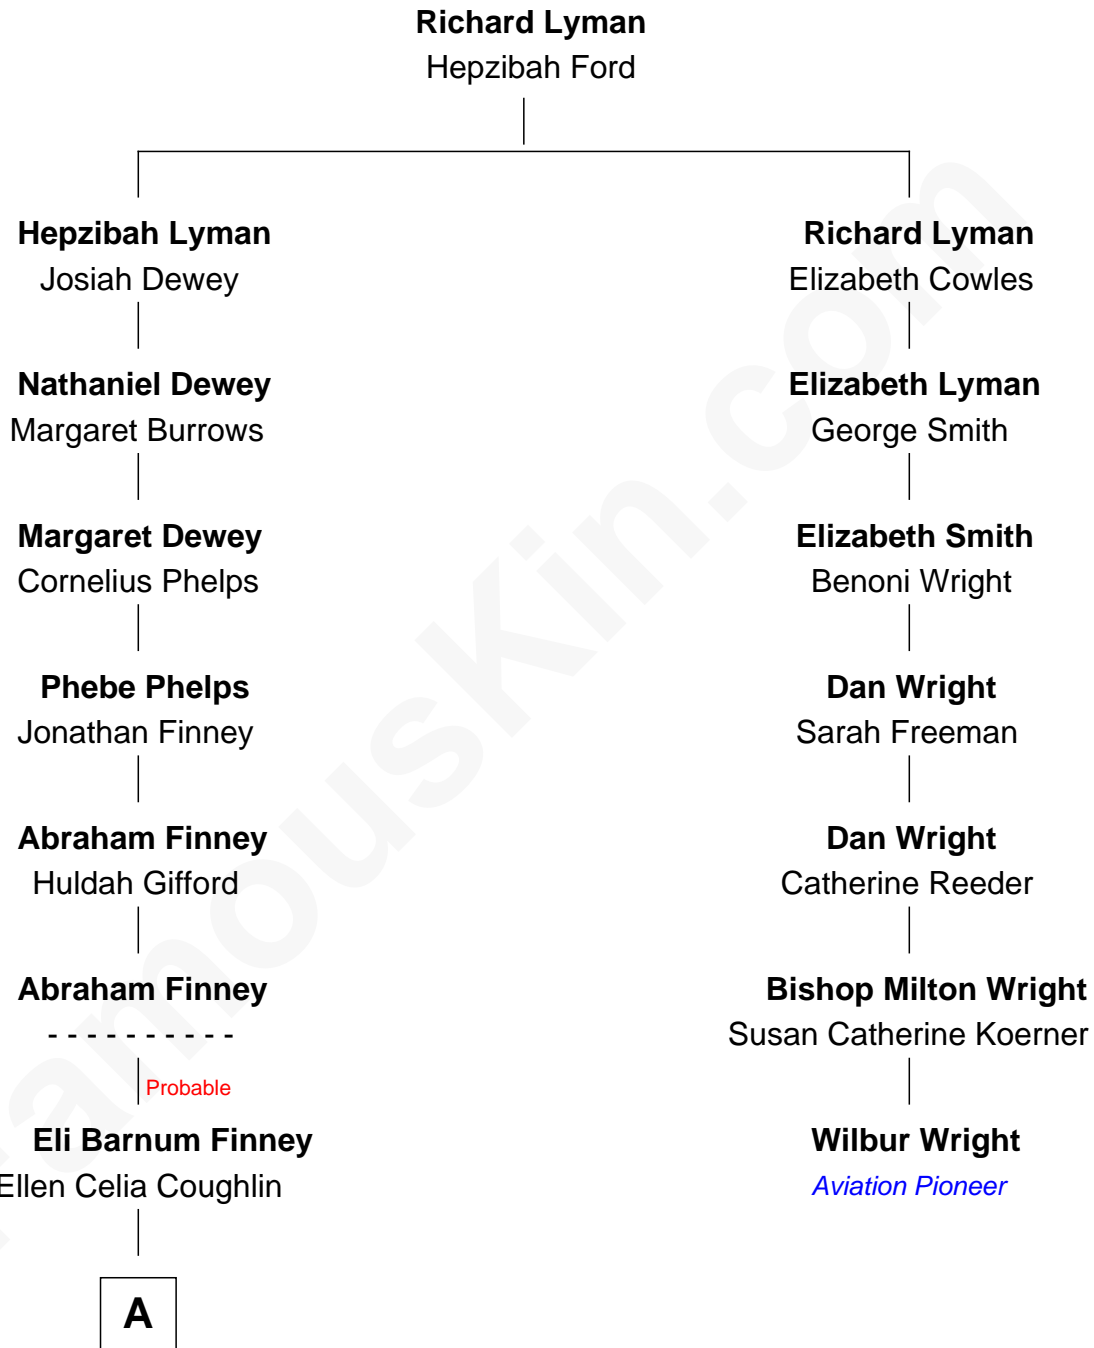 Richard Lyman
Hepzibah Ford
Hepzibah Lyman
Josiah Dewey
Richard Lyman
Elizabeth Cowles
Nathaniel Dewey
Margaret Burrows
Elizabeth Lyman
George Smith
Margaret Dewey
Cornelius Phelps
Elizabeth Smith
Benoni Wright
Phebe Phelps
Jonathan Finney
Dan Wright
Sarah Freeman
Abraham Finney
Huldah Gifford
Dan Wright
Catherine Reeder
Abraham Finney
- - - - - - - - - -
Bishop Milton Wright
Susan Catherine Koerner
Probable
Eli Barnum Finney
Ellen Celia Coughlin
Wilbur Wright
Aviation Pioneer
A
FamousKin.com